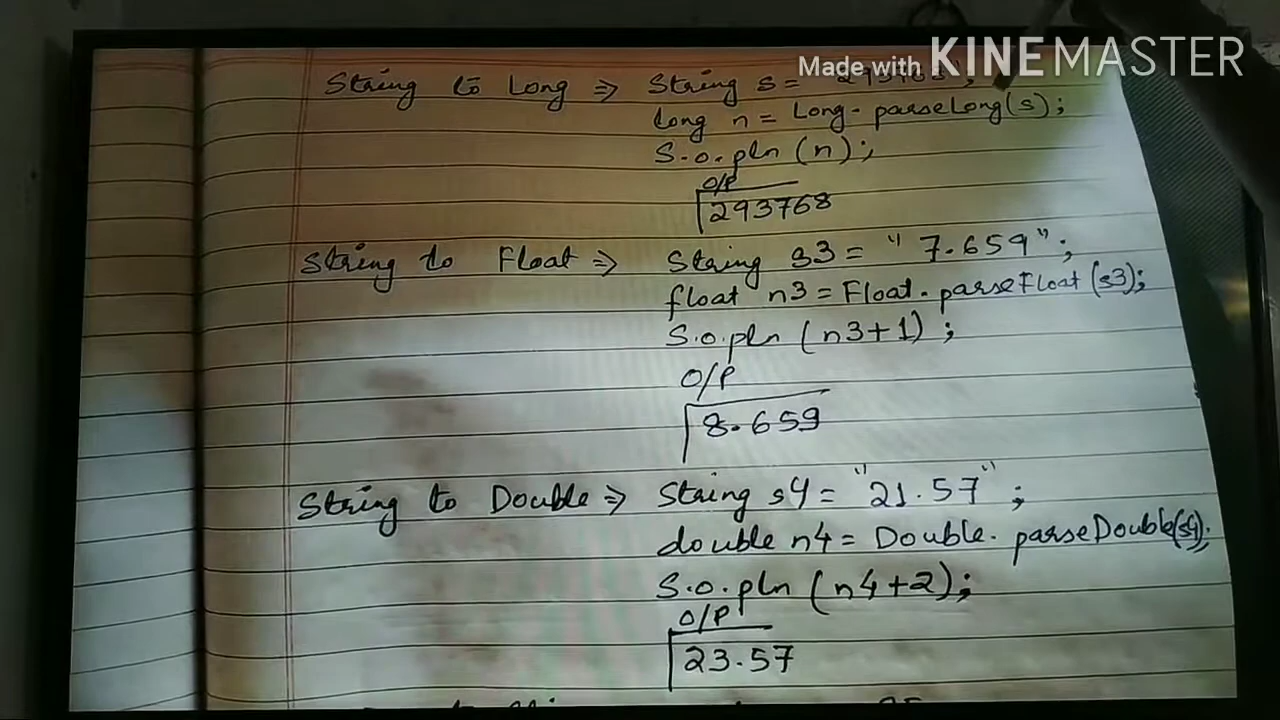 Made with KINEMASTER
String to Long ⇒ String s =
long n = Long.parseLong(s);
S.o.pln (n);
O/P
293768
String to Float ⇒ String s3 = "7.659";
float n3 = Float.parseFloat(s3);
S.o.pln (n3+1);
O/P
8.659
String to Double ⇒ String s4 = "21.57";
double n4 = Double.parseDouble(s4);
S.o.pln (n4+2);
O/P
23.57